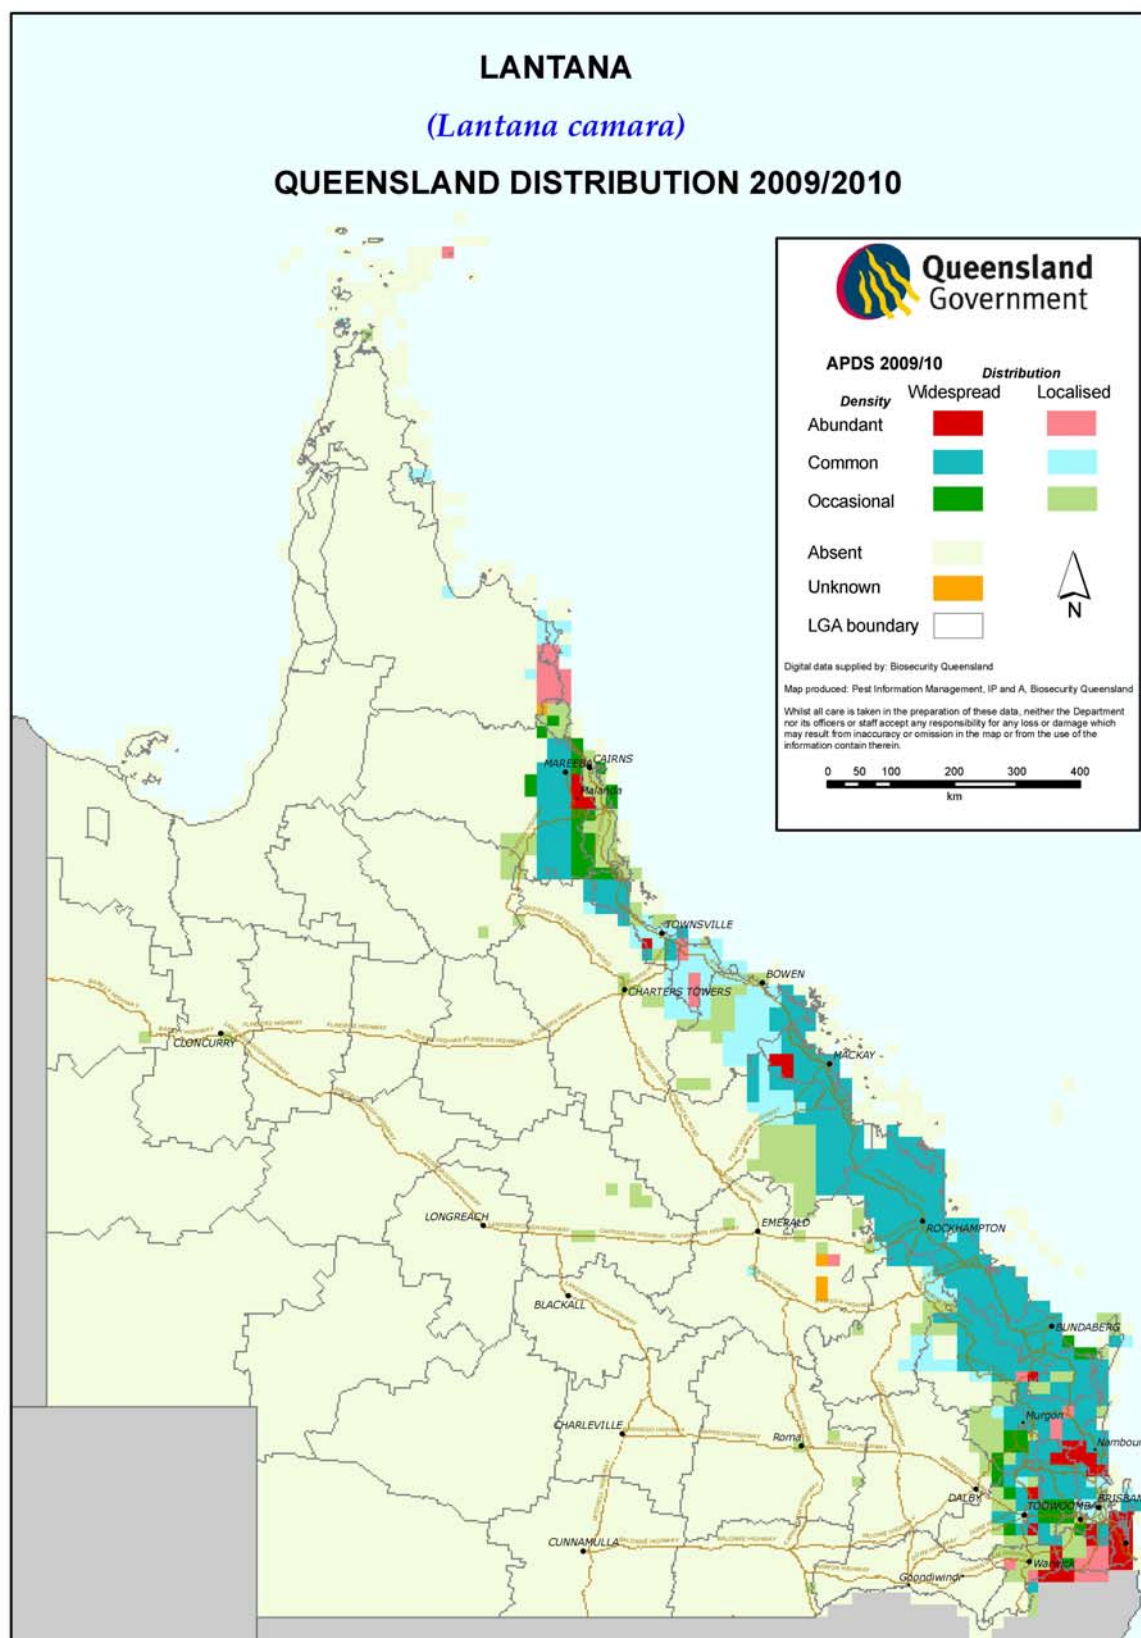 LANTANA
(Lantana camara)
QUEENSLAND DISTRIBUTION 2009/2010
Queensland
Government
APDS 2009/10
Distribution
Density Widespread Localised
Abundant
Common
Occasional
Absent
Unknown
N
LGA boundary
Digital data supplied by: Biosecurity Queensland
Map produced: Pest Information Management, IP and A, Biosecurity Queensland
Whilst all care is taken in the preparation of these data, neither the Department
nor its officers or staff accept any responsibility for any loss or damage which
may result from inaccuracy or omission in the map or from the use of the
information contain therein.
0 50 100 200 300 400
km
CAIRNS
MAREEBA
Malanda
TOWNSVILLE
BOWEN
CHARTERS TOWERS
CLONCURRY
MACKAY
LONGREACH
EMERALD
ROCKHAMPTON
BLACKALL
BUNDABERG
Murgon
CHARLEVILLE
Roma
Nambour
DALBY
TOOWOOMBA
BRISBAN
CUNNAMULLA
Warwick
Goondiwindi